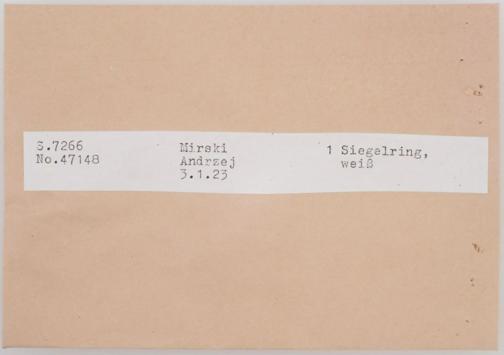 S.7266 Mirski 1 Siegelring,
No.47148 Andrzej weiß
3.1.23